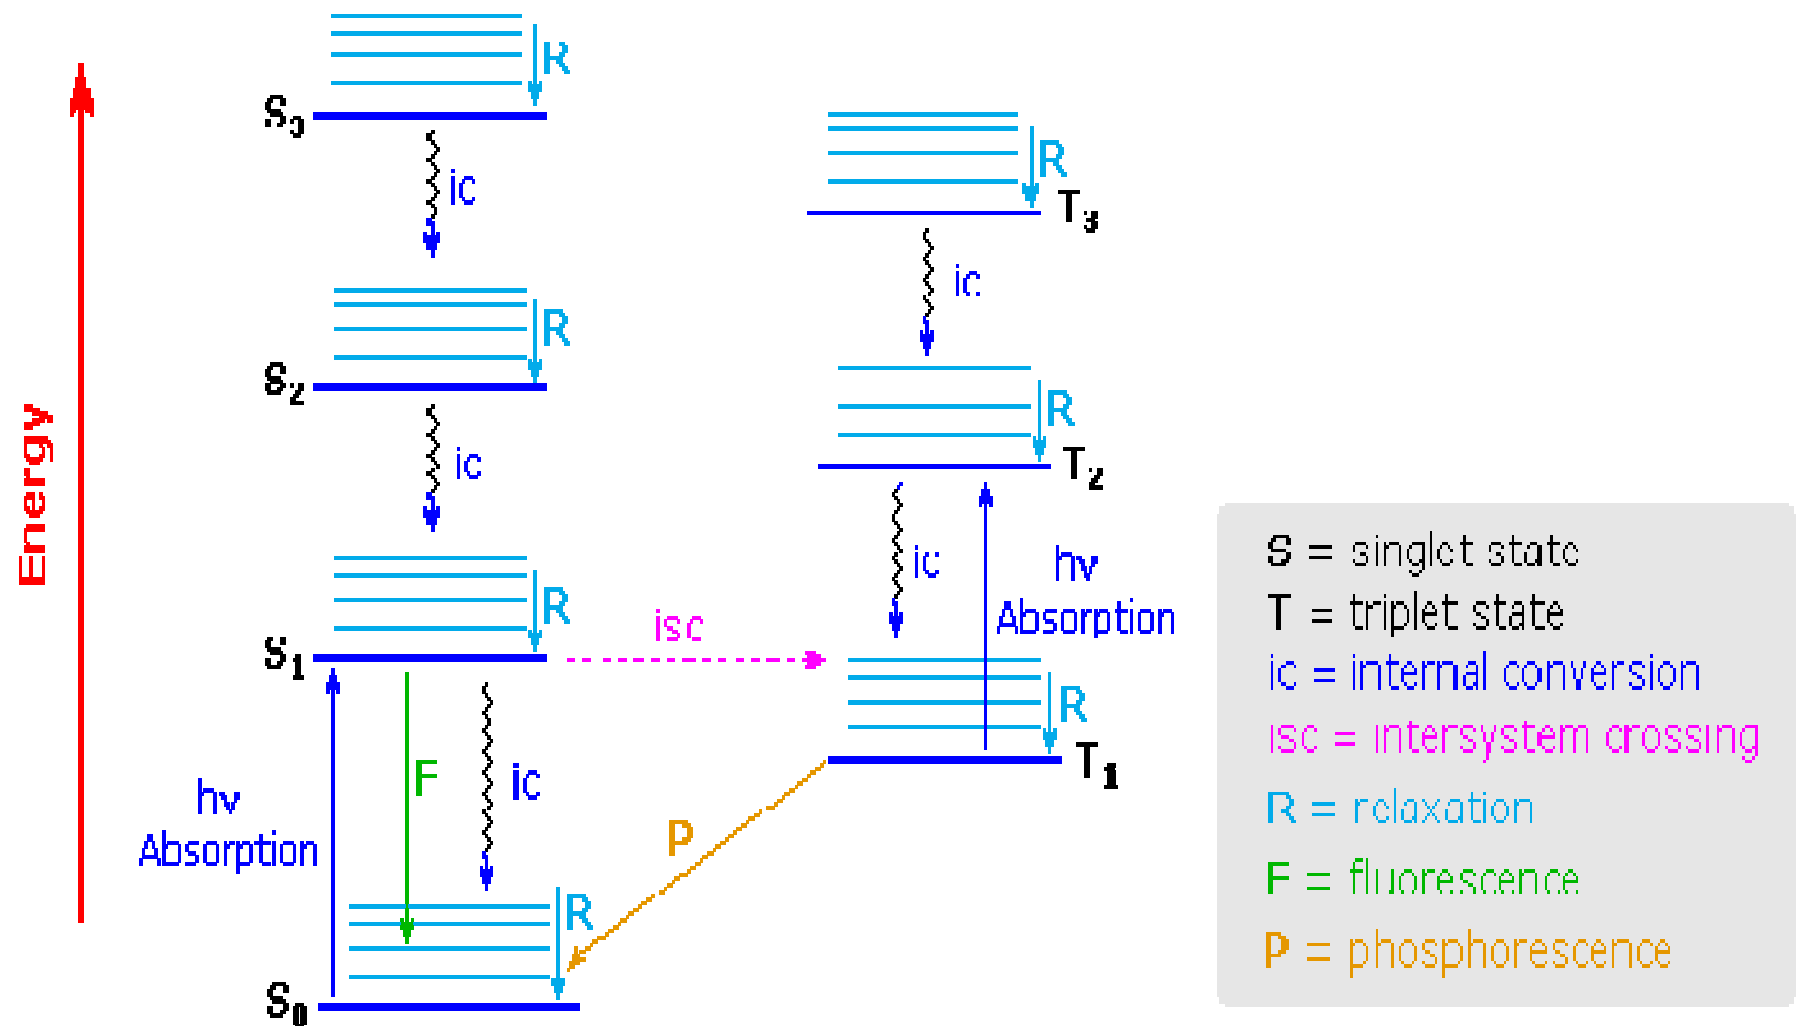 R
S3
ic
R
T3
ic
R
S2
R
T2
ic
ic
hv
Absorption
R
S1
isc
R
T1
F
ic
hv
Absorption
P
R
S0
Energy
S = singlet state
T = triplet state
ic = internal conversion
isc = intersystem crossing
R = relaxation
F = fluorescence
P = phosphorescence